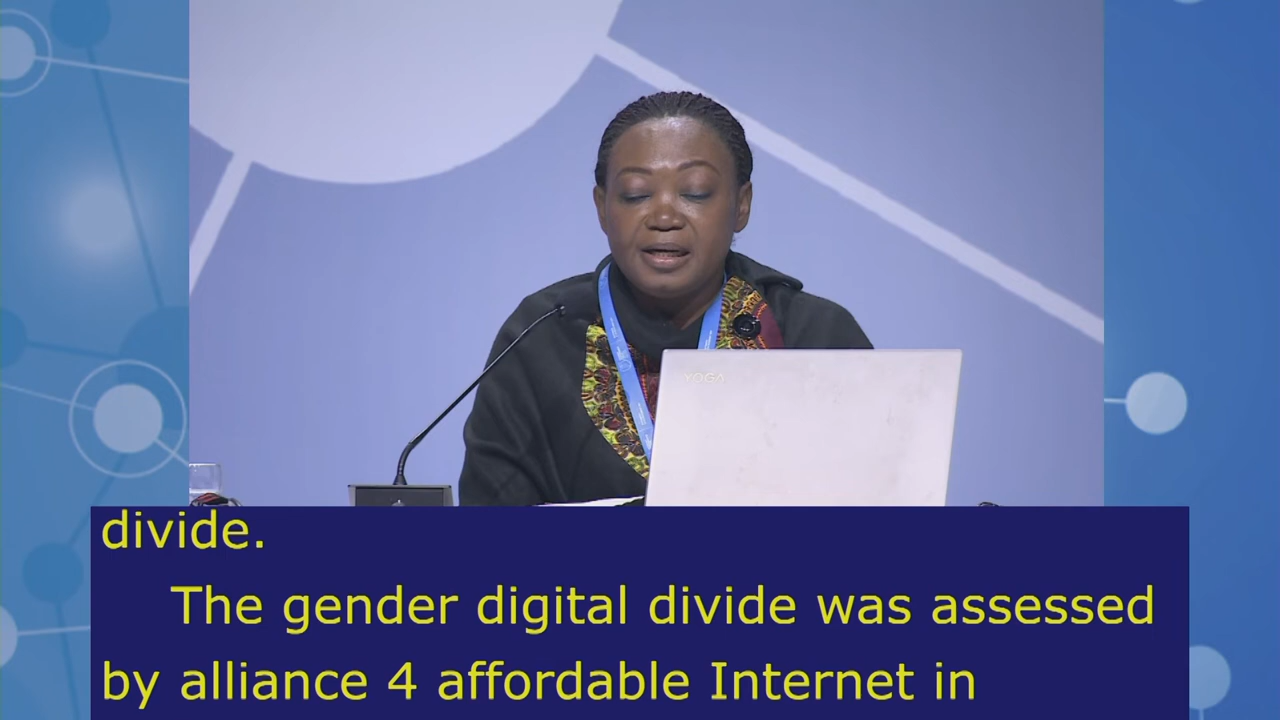 YOGA
divide.
The gender digital divide was assessed
by alliance 4 affordable Internet in